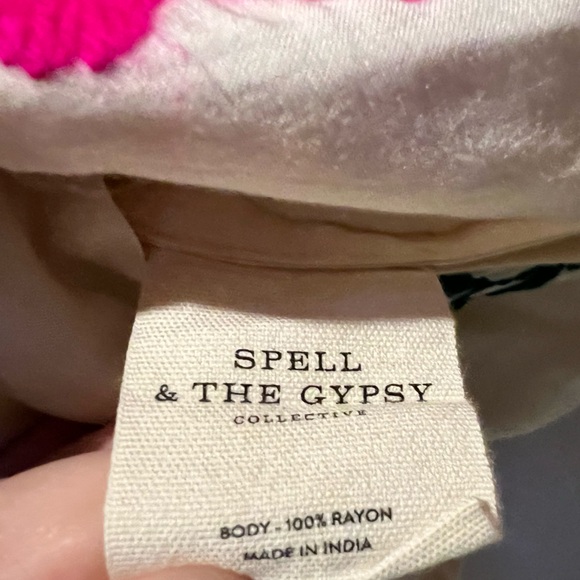 SPELL
& THE GYPSY
COLLECTIVE
BODY - 100% RAYON
MADE IN INDIA